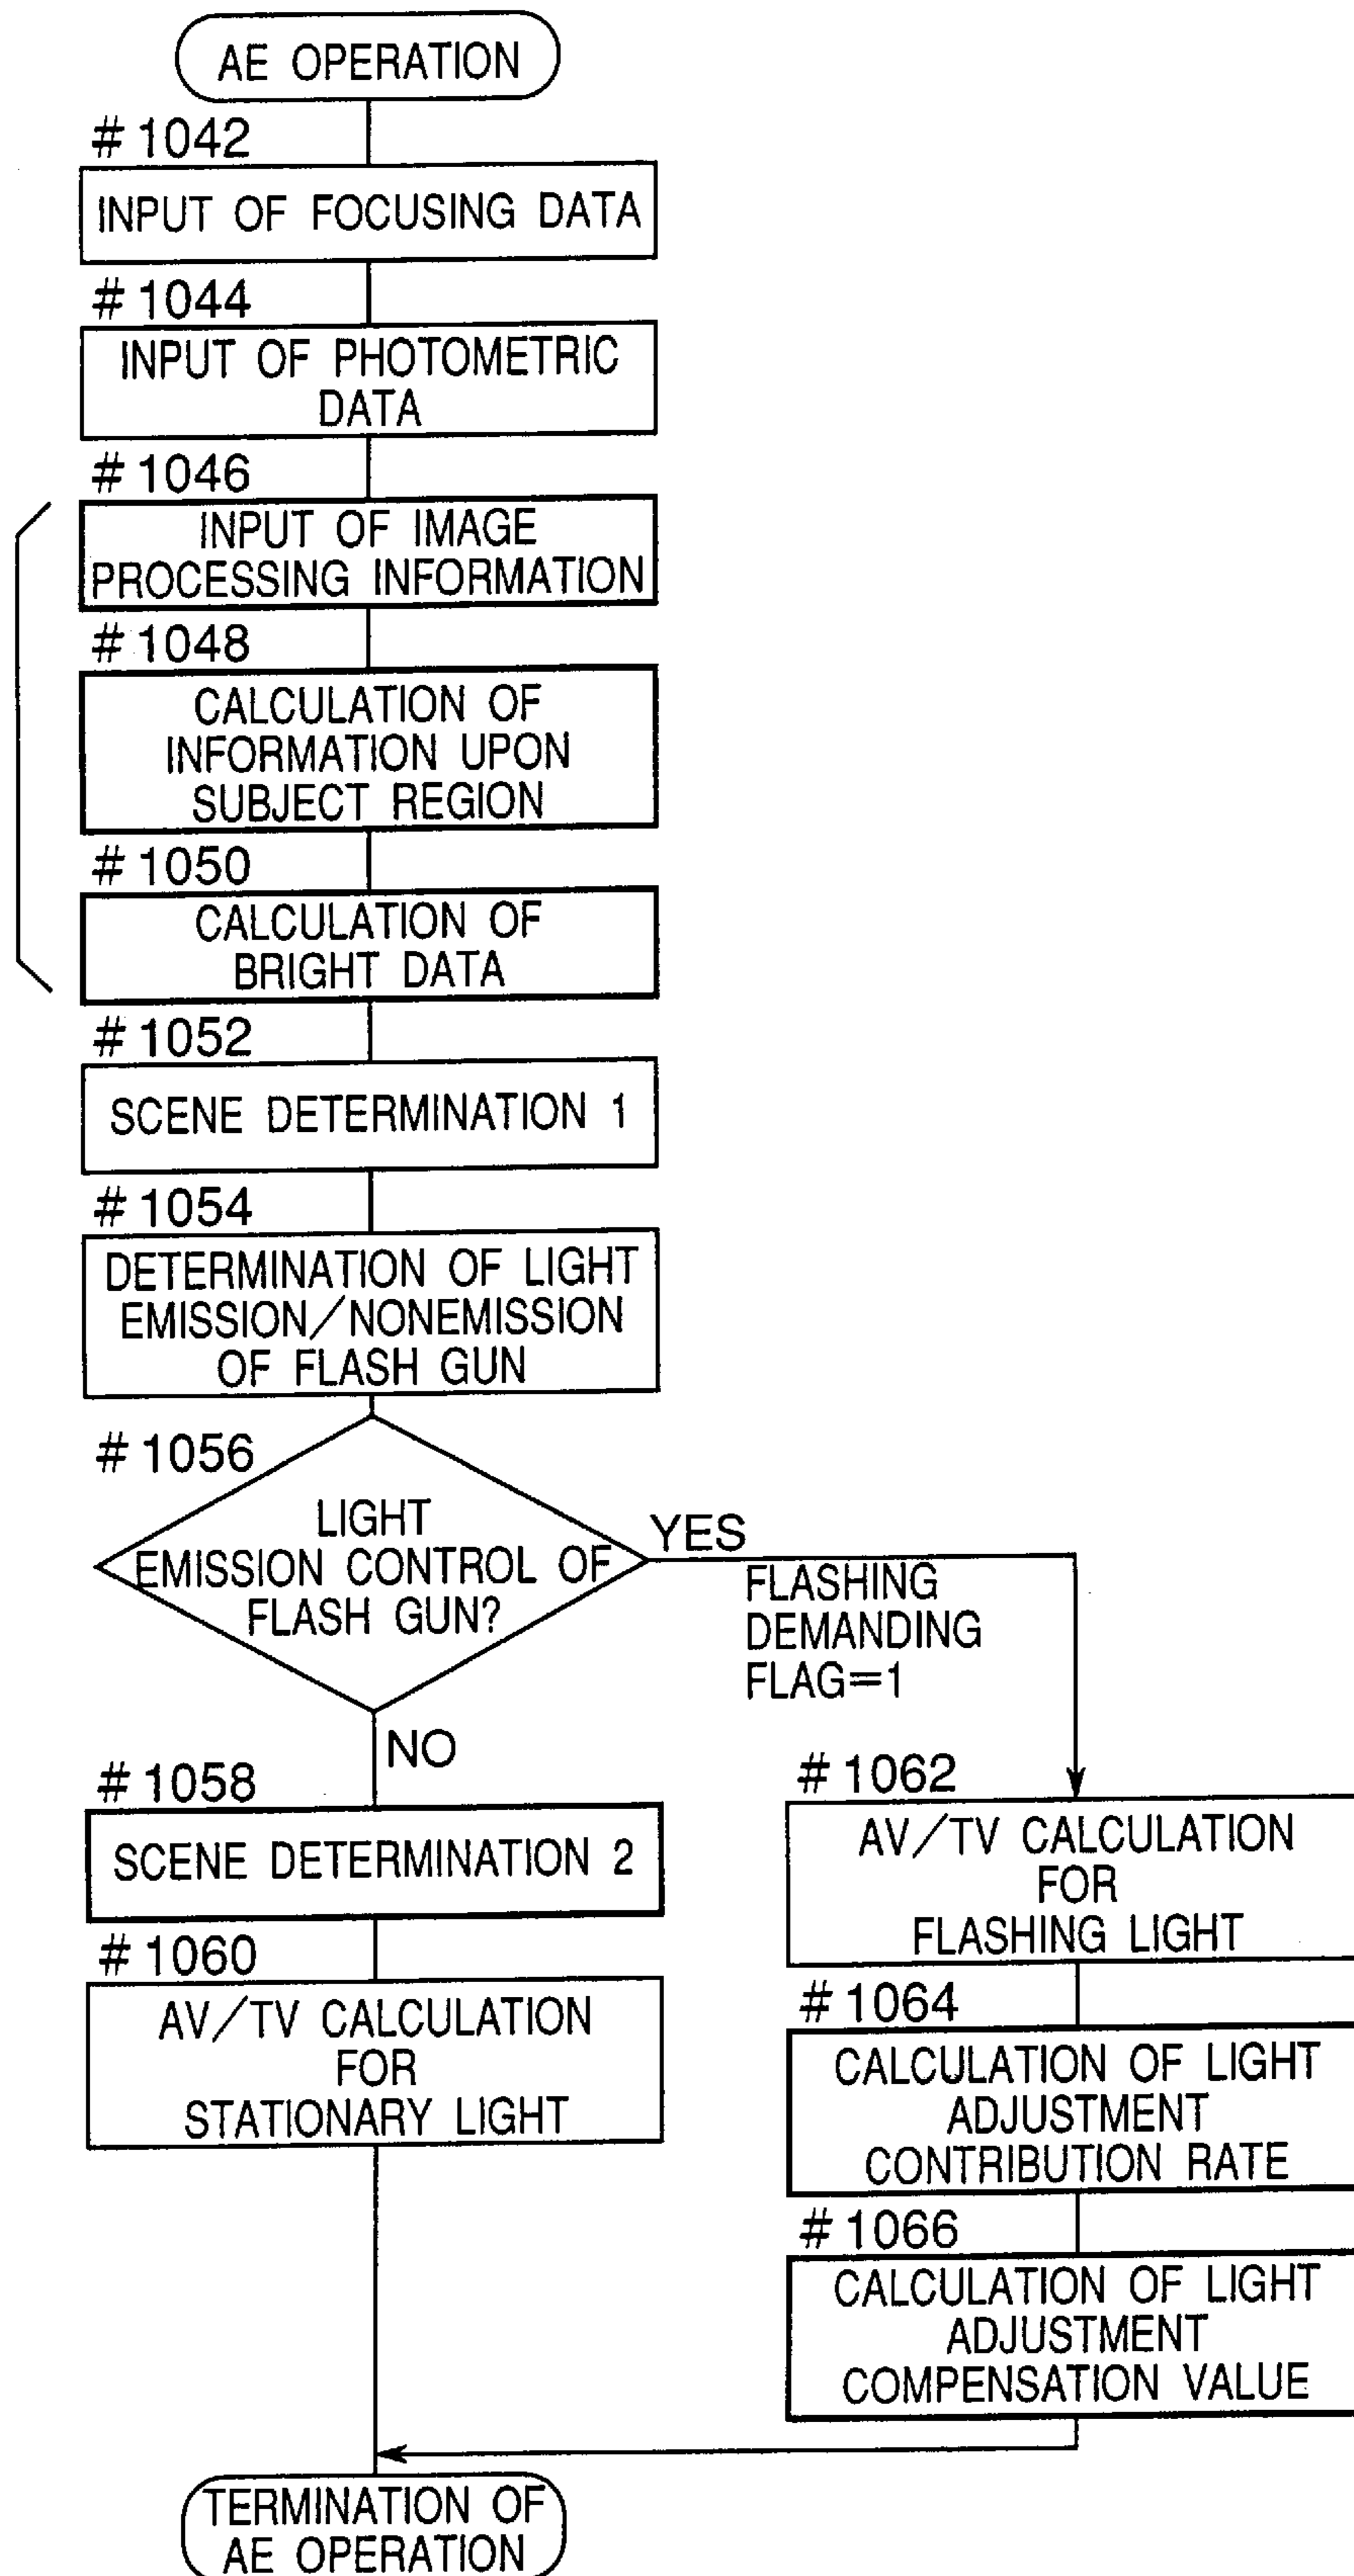 AE OPERATION
# 1042
INPUT OF FOCUSING DATA
# 1044
INPUT OF PHOTOMETRIC
DATA
# 1046
INPUT OF IMAGE
PROCESSING INFORMATION
# 1048
CALCULATION OF
INFORMATION UPON
SUBJECT REGION
# 1050
CALCULATION OF
BRIGHT DATA
# 1052
SCENE DETERMINATION 1
# 1054
DETERMINATION OF LIGHT
EMISSION/NONEMISSION
OF FLASH GUN
# 1056
LIGHT
EMISSION CONTROL OF
FLASH GUN?
YES
FLASHING
DEMANDING
FLAG=1
NO
# 1058
SCENE DETERMINATION 2
# 1060
AV/TV CALCULATION
FOR
STATIONARY LIGHT
# 1062
AV/TV CALCULATION
FOR
FLASHING LIGHT
# 1064
CALCULATION OF LIGHT
ADJUSTMENT
CONTRIBUTION RATE
# 1066
CALCULATION OF LIGHT
ADJUSTMENT
COMPENSATION VALUE
TERMINATION OF
AE OPERATION